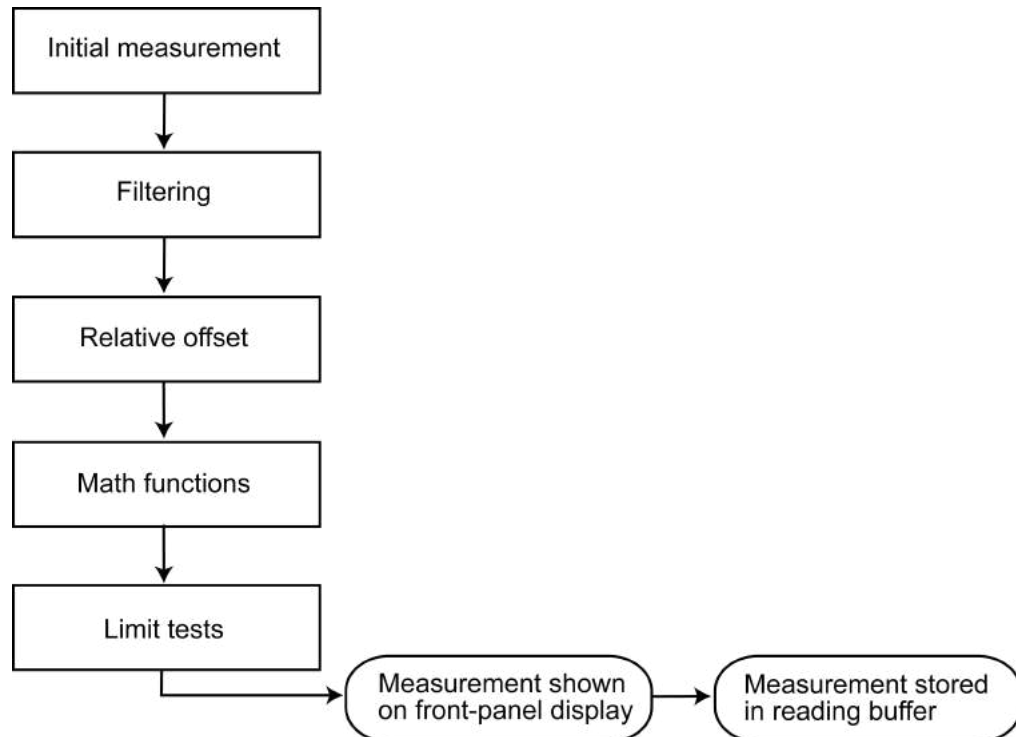 Initial measurement
Filtering
Relative offset
Math functions
Limit tests
Measurement shown
on front-panel display
Measurement stored
in reading buffer